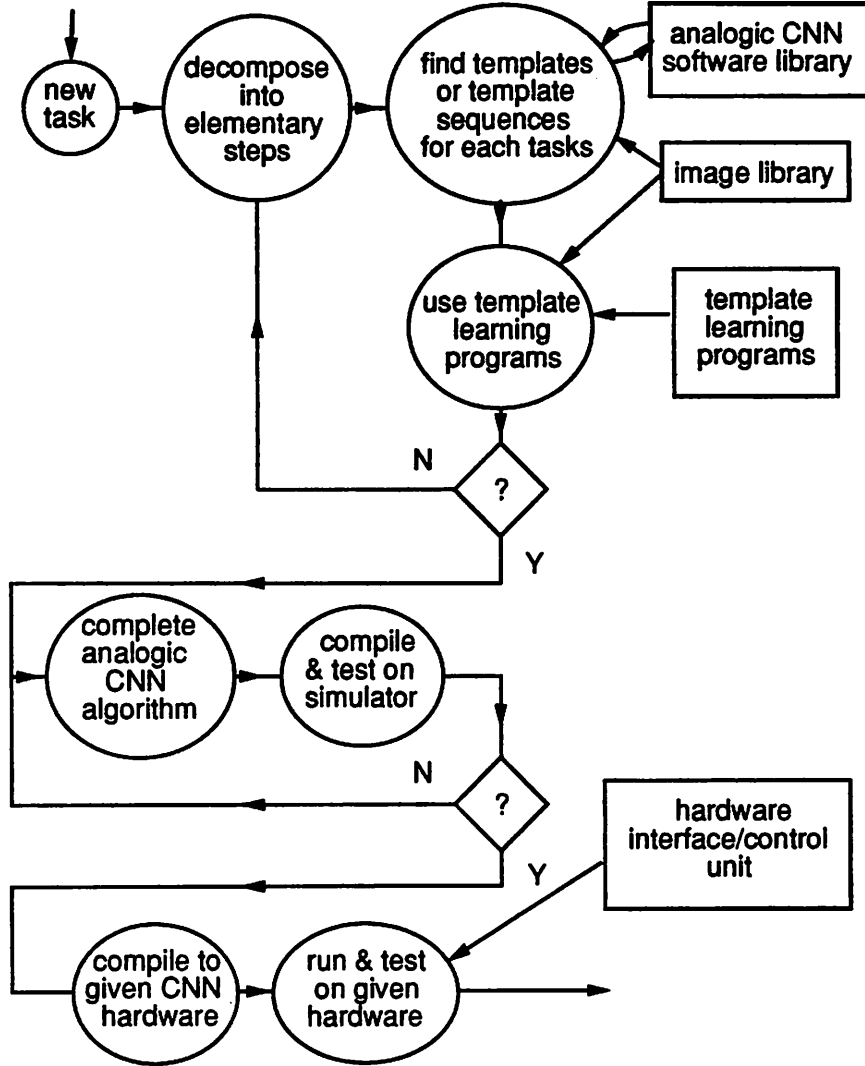 new
task
decompose
into
elementary
steps
find templates
or template
sequences
for each tasks
analogic CNN
software library
image library
use template
learning
programs
template
learning
programs
N
?
Y
complete
analogic
CNN
algorithm
compile
& test on
simulator
N
?
Y
hardware
interface/control
unit
compile to
given CNN
hardware
run & test
on given
hardware